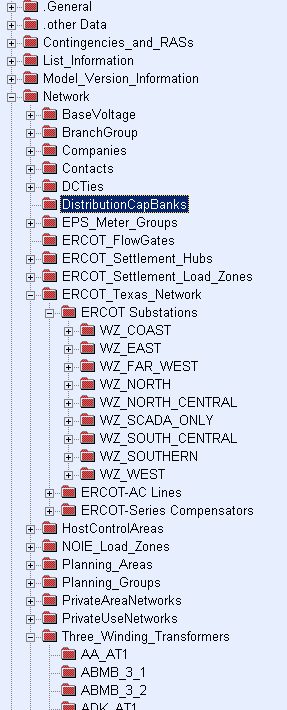 .General
.other Data
Contingencies_and_RASs
List_Information
Model_Version_Information
Network
BaseVoltage
BranchGroup
Companies
Contacts
DCTies
DistributionCapBanks
EPS_Meter_Groups
ERCOT_FlowGates
ERCOT_Settlement_Hubs
ERCOT_Settlement_Load_Zones
ERCOT_Texas_Network
ERCOT Substations
WZ_COAST
WZ_EAST
WZ_FAR_WEST
WZ_NORTH
WZ_NORTH_CENTRAL
WZ_SCADA_ONLY
WZ_SOUTH_CENTRAL
WZ_SOUTHERN
WZ_WEST
ERCOT-AC Lines
ERCOT-Series Compensators
HostControlAreas
NOIE_Load_Zones
Planning_Areas
Planning_Groups
PrivateAreaNetworks
PrivateUseNetworks
Three_Winding_Transformers
AA_AT1
ABMB_3_1
ABMB_3_2
ADK_AT1